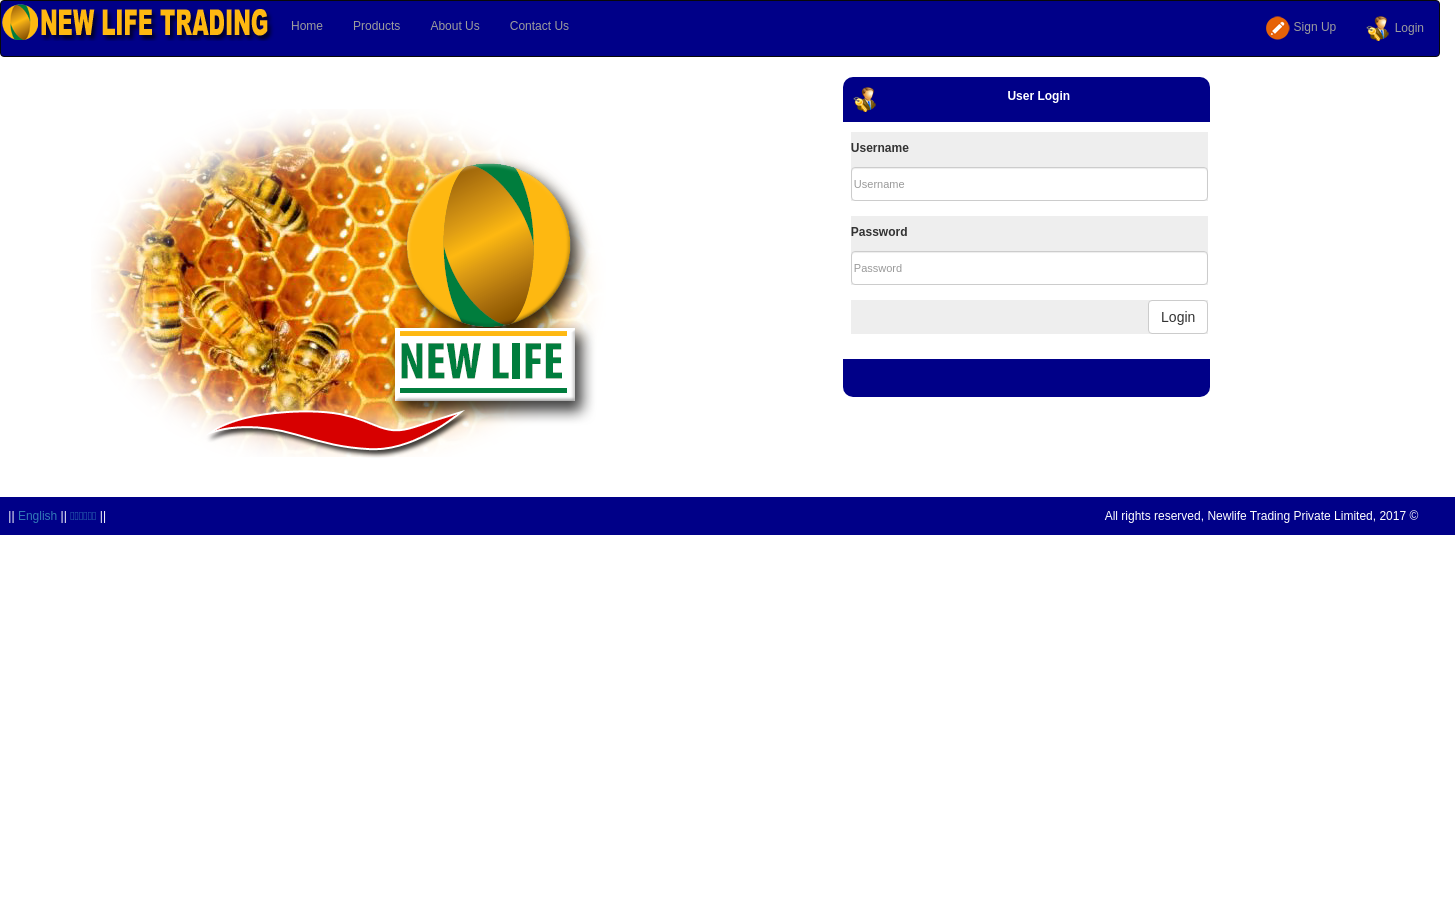 NEW LIFE TRADING
Home
Products
About Us
Contact Us
Sign Up
Login
User Login
Username
Username
Password
Password
Login
NEW LIFE
|| English || ||
All rights reserved, Newlife Trading Private Limited, 2017 ©